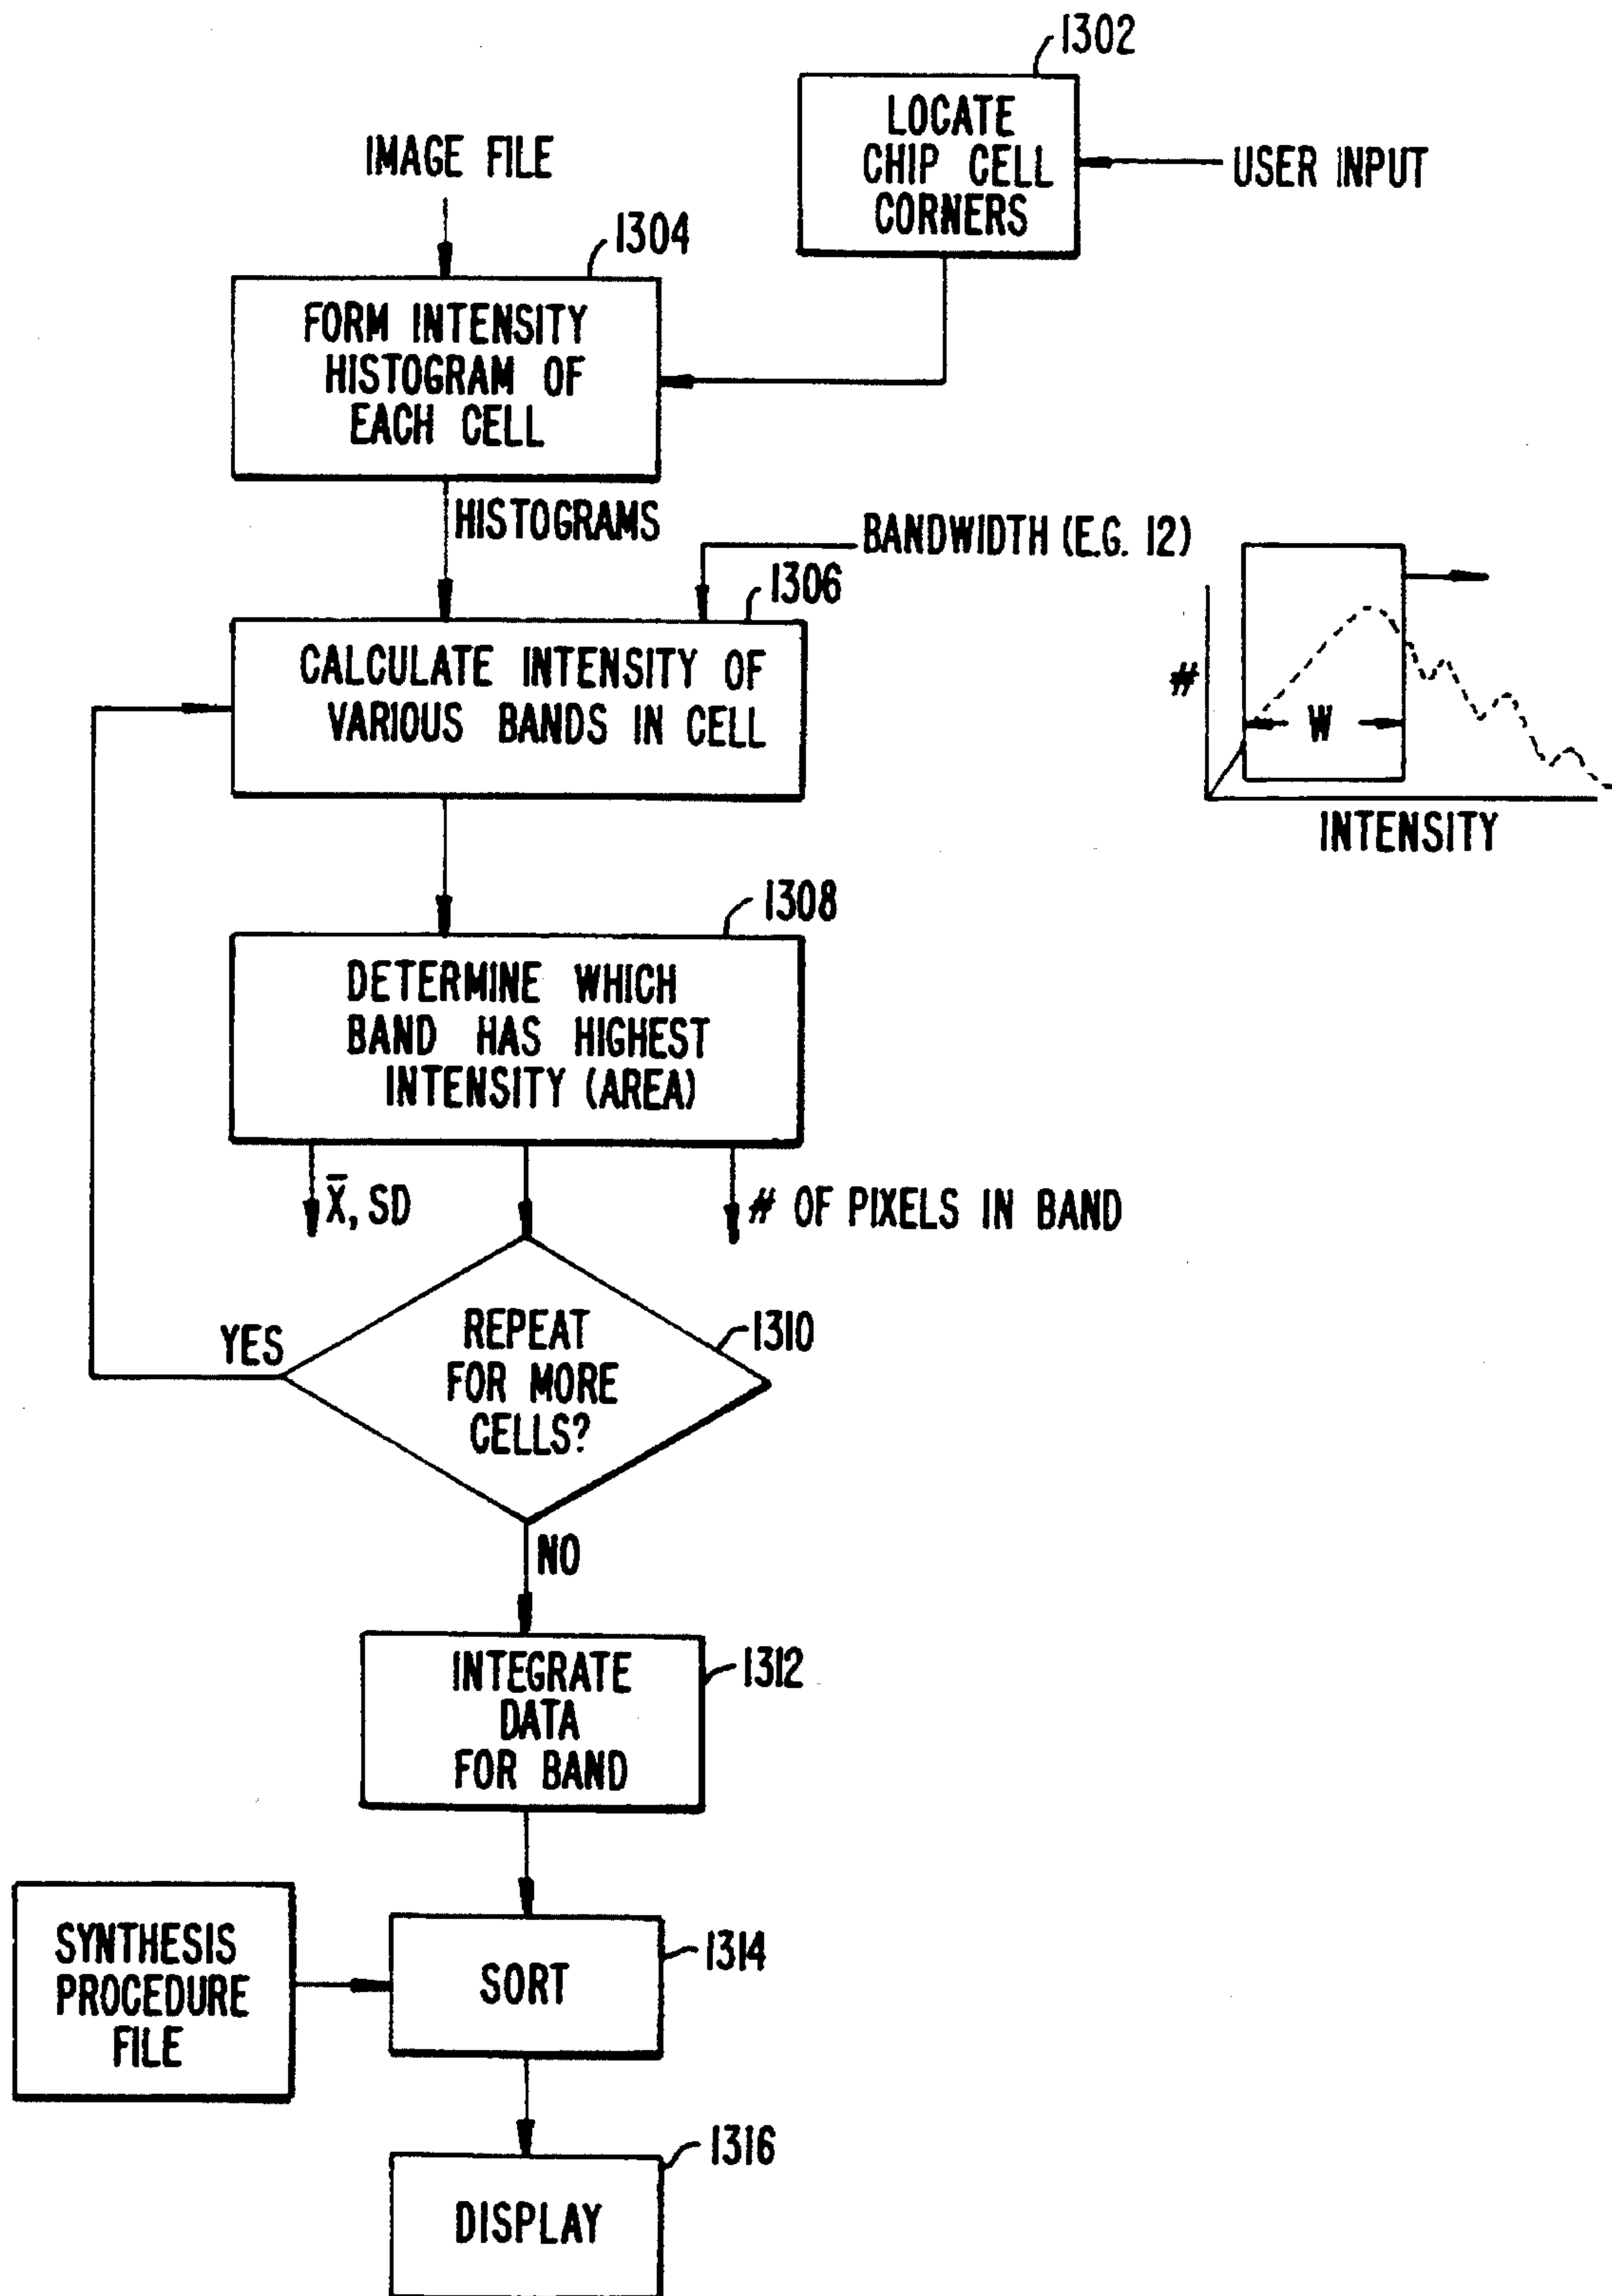 1302
LOCATE
CHIP CELL
CORNERS
USER INPUT
IMAGE FILE
1304
FORM INTENSITY
HISTOGRAM OF
EACH CELL
HISTOGRAMS
BANDWIDTH (E.G. 12)
1306
CALCULATE INTENSITY OF
VARIOUS BANDS IN CELL
#
W
INTENSITY
1308
DETERMINE WHICH
BAND HAS HIGHEST
INTENSITY (AREA)
X̄, SD
# OF PIXELS IN BAND
1310
REPEAT
FOR MORE
CELLS?
YES
NO
1312
INTEGRATE
DATA
FOR BAND
SYNTHESIS
PROCEDURE
FILE
1314
SORT
1316
DISPLAY